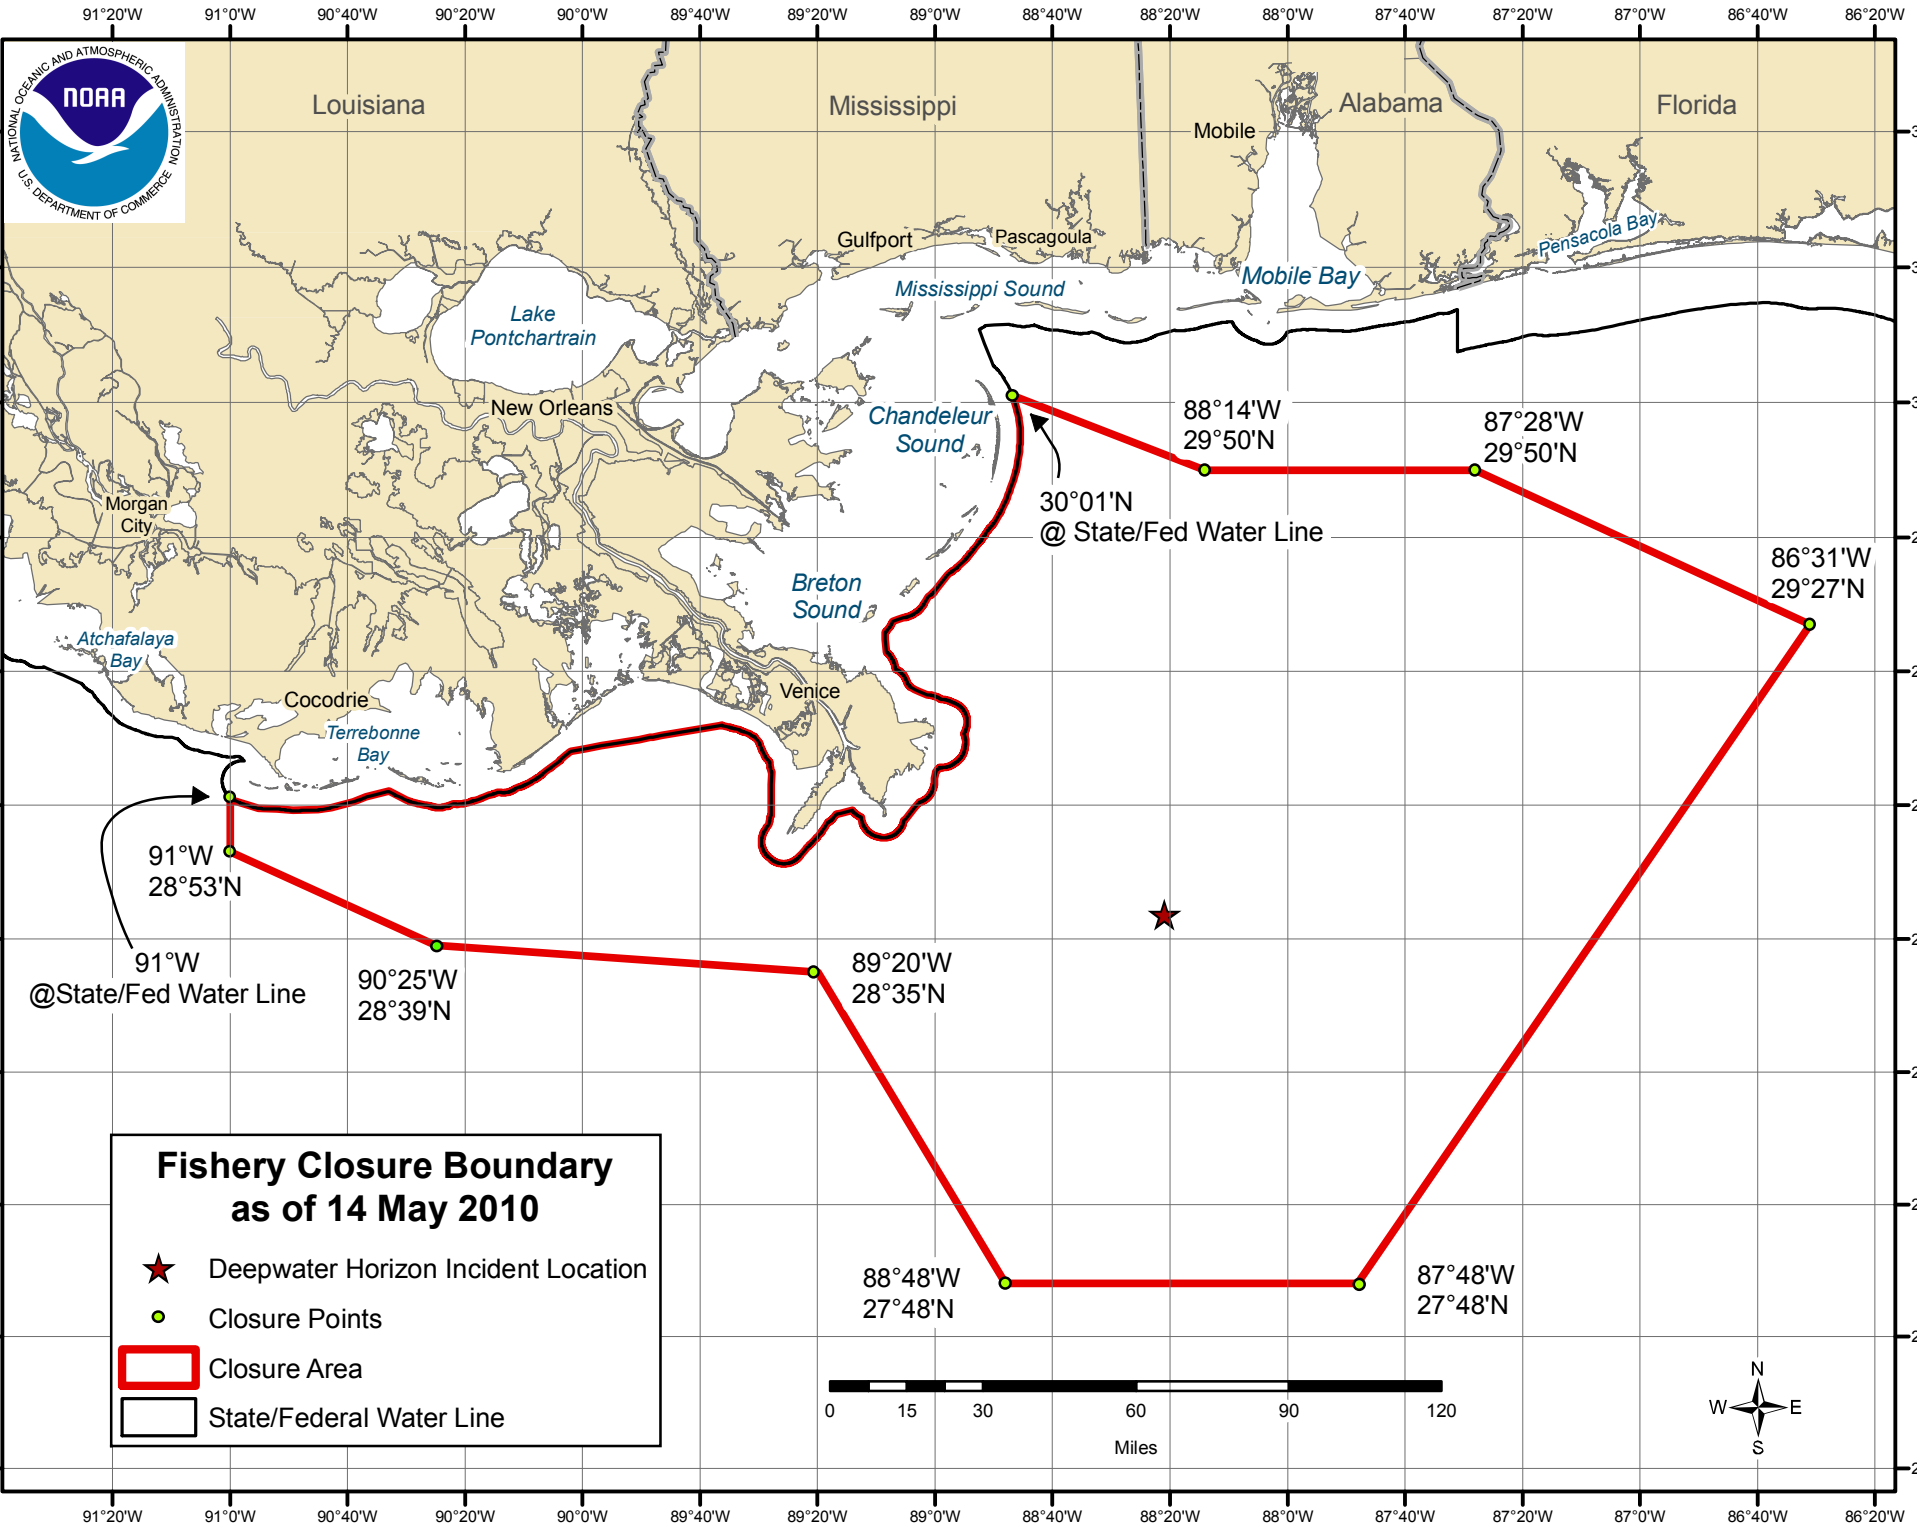 91°20'W 91°0'W 90°40'W 90°20'W 90°0'W 89°40'W 89°20'W 89°0'W 88°40'W 88°20'W 88°0'W 87°40'W 87°20'W 87°0'W 86°40'W 86°20'W
NATIONAL OCEANIC AND ATMOSPHERIC ADMINISTRATION
NOAA
U.S. DEPARTMENT OF COMMERCE
Louisiana
Mississippi
Alabama
Florida
Mobile
Gulfport
Pascagoula
Pensacola Bay
Mobile Bay
Mississippi Sound
Lake
Pontchartrain
New Orleans
Chandeleur
Sound
88°14'W
29°50'N
87°28'W
29°50'N
30°01'N
@ State/Fed Water Line
Morgan
City
86°31'W
29°27'N
Breton
Sound
Atchafalaya
Bay
Cocodrie
Venice
Terrebonne
Bay
91°W
28°53'N
91°W
@State/Fed Water Line
90°25'W
28°39'N
89°20'W
28°35'N
88°48'W
27°48'N
87°48'W
27°48'N
Fishery Closure Boundary
as of 14 May 2010
Deepwater Horizon Incident Location
Closure Points
Closure Area
State/Federal Water Line
0 15 30 60 90 120
Miles
N
W E
S
91°20'W 91°0'W 90°40'W 90°20'W 90°0'W 89°40'W 89°20'W 89°0'W 88°40'W 88°20'W 88°0'W 87°40'W 87°20'W 87°0'W 86°40'W 86°20'W